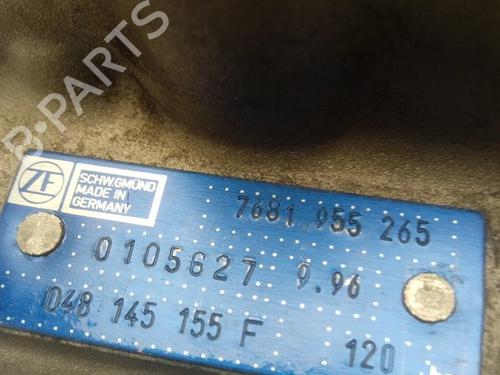 B-PARTS
ZF
SCHW.GMÜND
MADE IN
GERMANY
7681 955 265
0105627 9.96
048 145 155 F 120